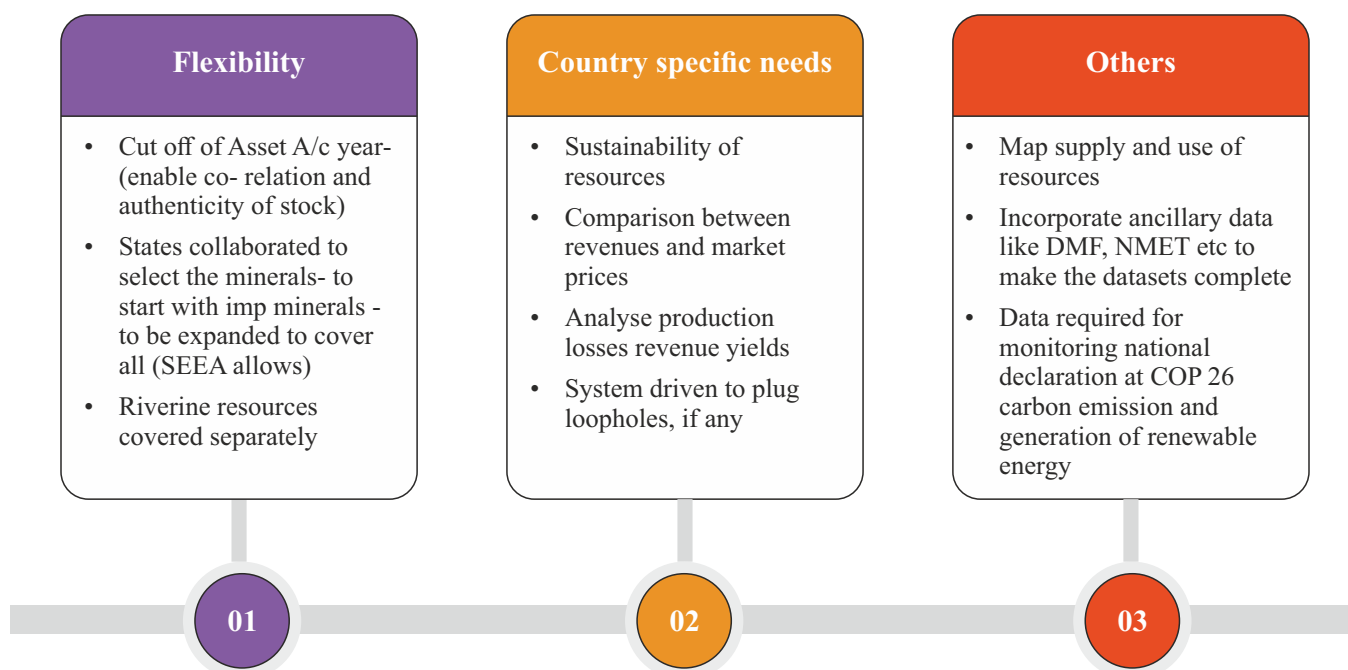 Flexibility
• Cut off of Asset A/c year-
(enable co- relation and
authenticity of stock)
• States collaborated to
select the minerals- to
start with imp minerals -
to be expanded to cover
all (SEEA allows)
• Riverine resources
covered separately
01
Country specific needs
• Sustainability of
resources
• Comparison between
revenues and market
prices
• Analyse production
losses revenue yields
• System driven to plug
loopholes, if any
02
Others
• Map supply and use of
resources
• Incorporate ancillary data
like DMF, NMET etc to
make the datasets complete
• Data required for
monitoring national
declaration at COP 26
carbon emission and
generation of renewable
energy
03